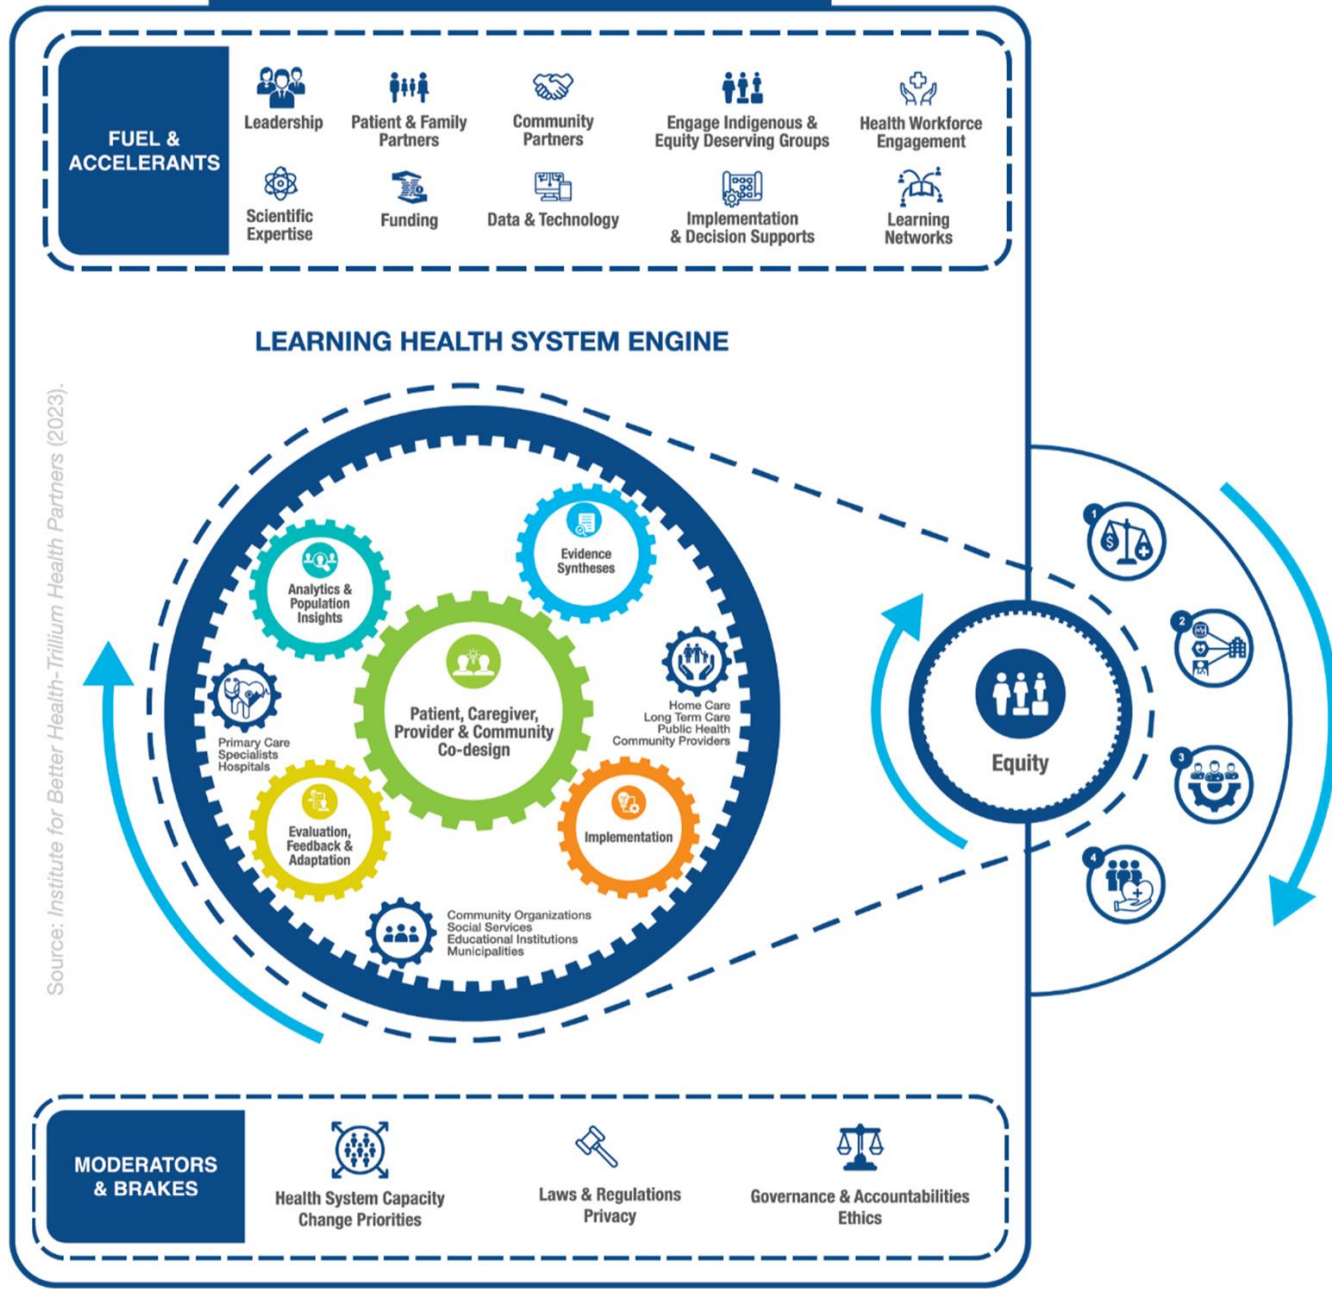 FUEL &
ACCELERANTS
Leadership
Patient & Family
Partners
Community
Partners
Engage Indigenous &
Equity Deserving Groups
Health Workforce
Engagement
Scientific
Expertise
Funding
Data & Technology
Implementation
& Decision Supports
Learning
Networks
LEARNING HEALTH SYSTEM ENGINE
Source: Institute for Better Health-Trillium Health Partners (2023).
Analytics &
Population
Insights
Evidence
Syntheses
Patient, Caregiver,
Provider & Community
Co-design
Primary Care
Specialists
Hospitals
Home Care
Long Term Care
Public Health
Community Providers
Evaluation,
Feedback &
Adaptation
Implementation
Community Organizations
Social Services
Educational Institutions
Municipalities
Equity
1
$
2
3
4
MODERATORS
& BRAKES
Health System Capacity
Change Priorities
Laws & Regulations
Privacy
Governance & Accountabilities
Ethics